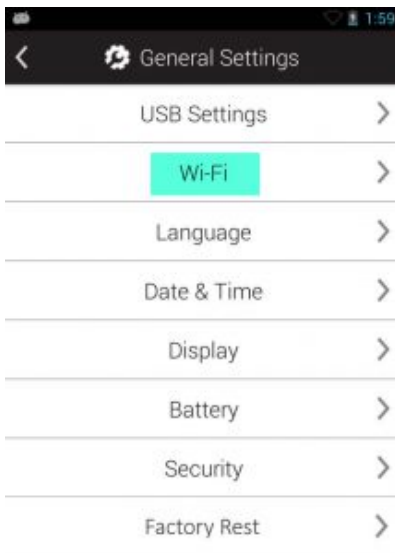 1:59
General Settings
USB Settings
Wi-Fi
Language
Date & Time
Display
Battery
Security
Factory Rest